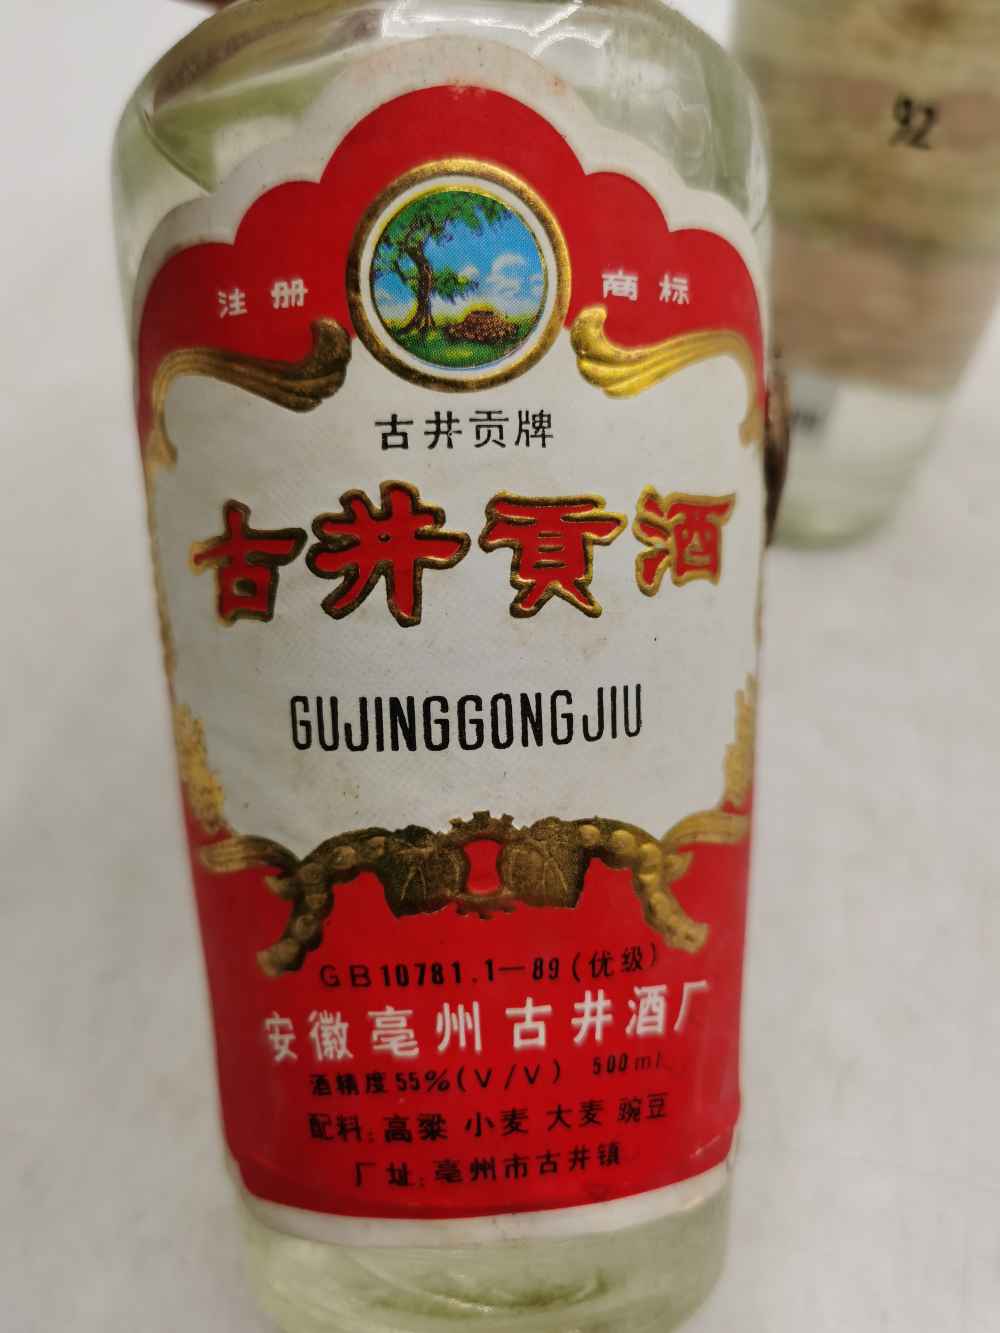 92
注册 商标
古井贡牌
古井贡酒
GUJINGGONGJIU
GB10781.1—89(优级)
安徽亳州古井酒厂
酒精度55%(V/V) 500ml
配料:高粱 小麦 大麦 豌豆
厂址:亳州市古井镇